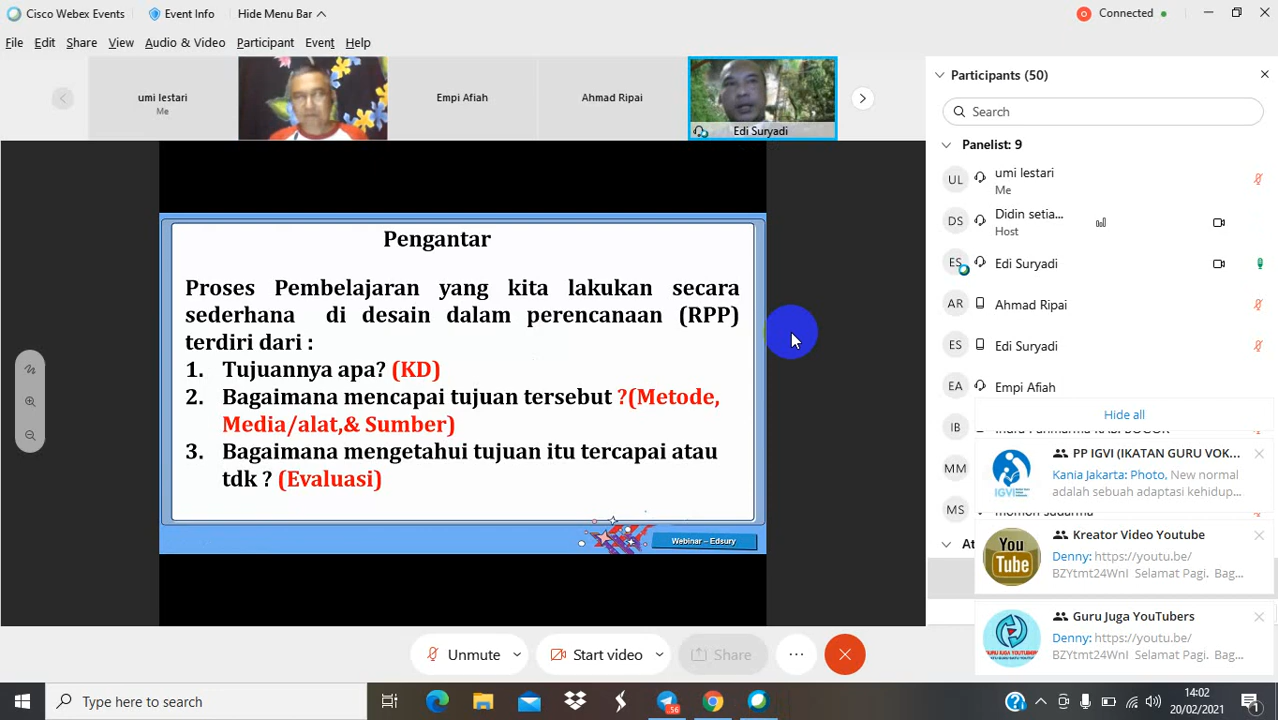 Cisco Webex Events
Event Info
Hide Menu Bar
Connected
File Edit Share View Audio & Video Participant Event Help
umi lestari
Me
Empi Afiah
Ahmad Ripai
Edi Suryadi
Pengantar
Proses Pembelajaran yang kita lakukan secara
sederhana di desain dalam perencanaan (RPP)
terdiri dari :
1. Tujuannya apa? (KD)
2. Bagaimana mencapai tujuan tersebut ?(Metode,
Media/alat,& Sumber)
3. Bagaimana mengetahui tujuan itu tercapai atau
tdk ? (Evaluasi)
Webinar – Edsury
Unmute
Start video
Share
Participants (50)
Search
Panelist: 9
UL
umi lestari
Me
DS
Didin setia...
Host
ES
Edi Suryadi
AR
Ahmad Ripai
ES
Edi Suryadi
EA
Empi Afiah
IB
MM
MS
Hide all
PP IGVI (IKATAN GURU VOK...
Kania Jakarta: Photo, New normal
adalah sebuah adaptasi kehidup...
IGVI
Kreator Video Youtube
Denny: https://youtu.be/
BZYtmt24WnI Selamat Pagi. Bag...
You
Tube
Guru Juga YouTubers
Denny: https://youtu.be/
BZYtmt24WnI Selamat Pagi. Bag...
GURU JUGA YOUTUBERS
Type here to search
56
14:02
20/02/2021
1